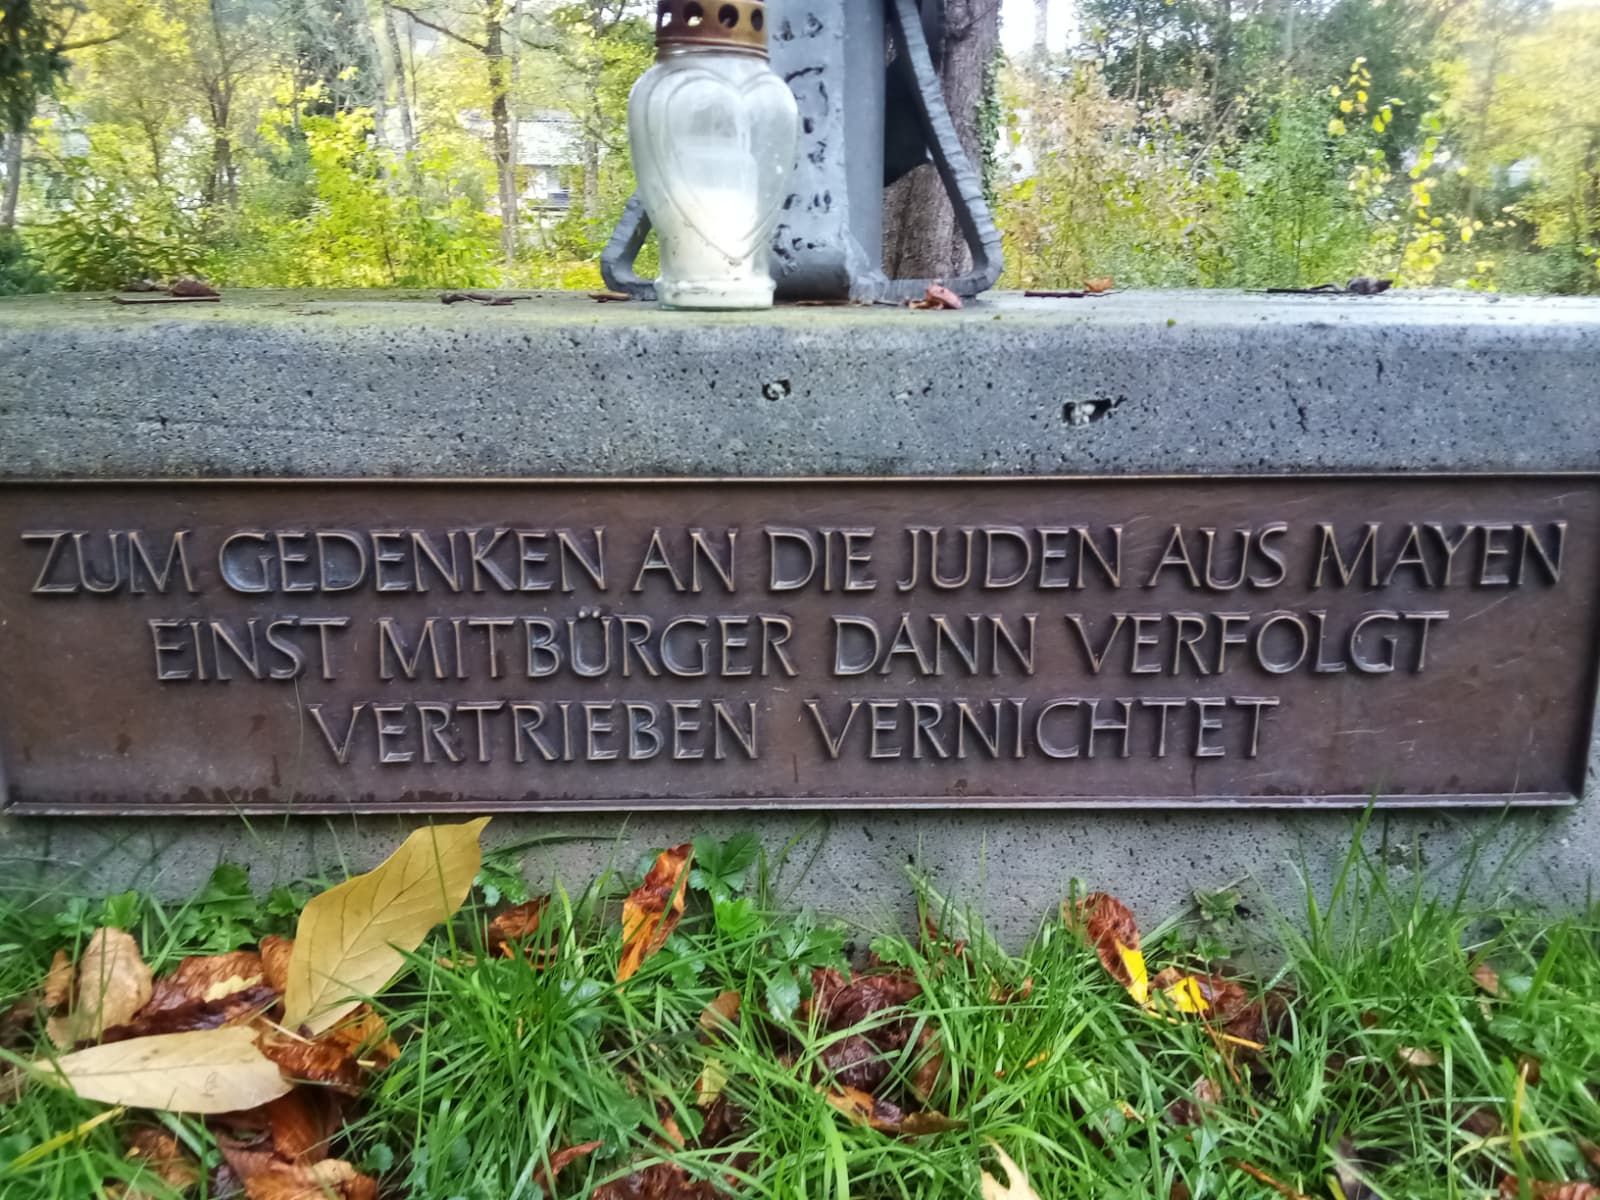 ZUM GEDENKEN AN DIE JUDEN AUS MAYEN
EINST MITBÜRGER DANN VERFOLGT
VERTRIEBEN VERNICHTET